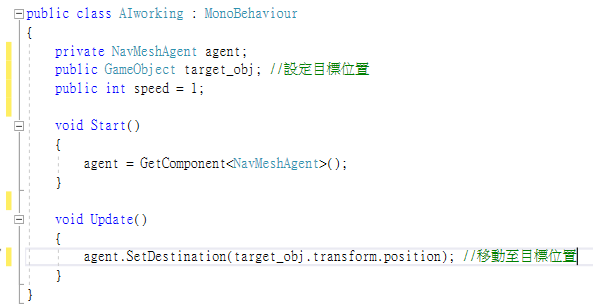 public class AIworking : MonoBehaviour
{
private NavMeshAgent agent;
public GameObject target_obj; //設定目標位置
public int speed = 1;
void Start()
{
agent = GetComponent<NavMeshAgent>();
}
void Update()
{
agent.SetDestination(target_obj.transform.position); //移動至目標位置
}
}